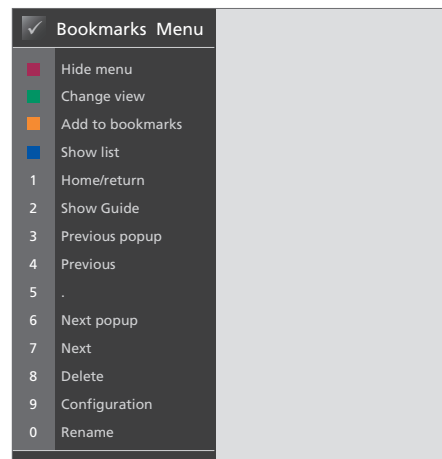 Bookmarks Menu
Hide menu
Change view
Add to bookmarks
Show list
1 Home/return
2 Show Guide
3 Previous popup
4 Previous
5 .
6 Next popup
7 Next
8 Delete
9 Configuration
0 Rename